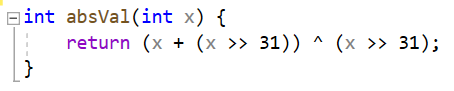 int absVal(int x) {
    return (x + (x >> 31)) ^ (x >> 31);
}